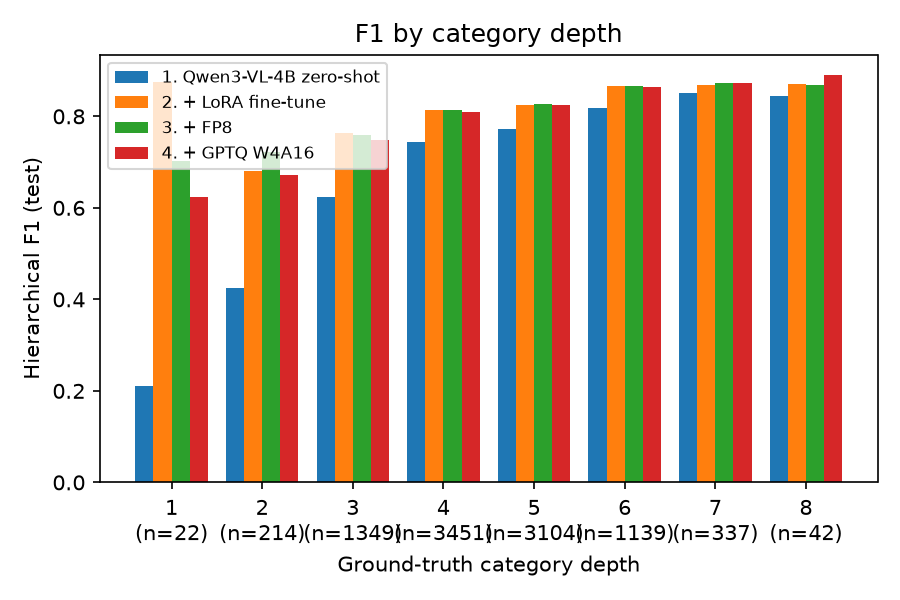 F1 by category depth
1. Qwen3-VL-4B zero-shot
2. + LoRA fine-tune
3. + FP8
4. + GPTQ W4A16
Hierarchical F1 (test)
0.8
0.6
0.4
0.2
0.0
1 2 3 4 5 6 7 8
(n=22) (n=214) (n=1349) (n=3451) (n=3104) (n=1139) (n=337) (n=42)
Ground-truth category depth